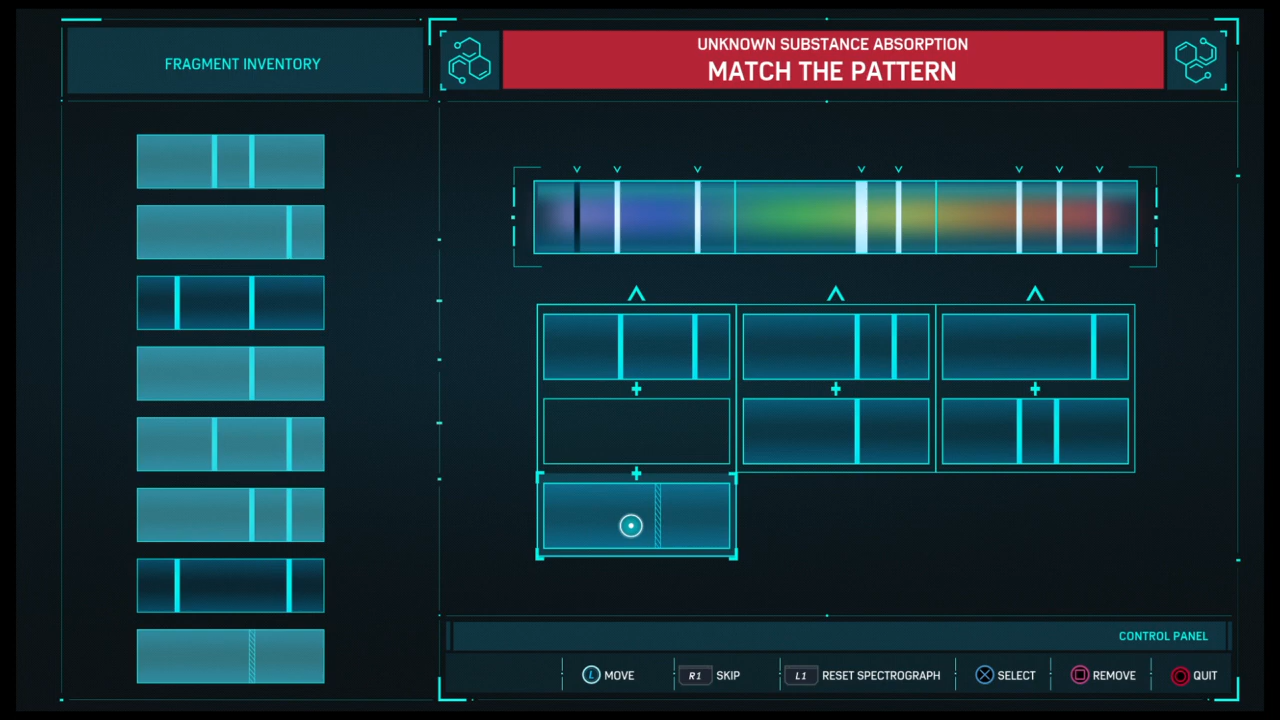 FRAGMENT INVENTORY
UNKNOWN SUBSTANCE ABSORPTION
MATCH THE PATTERN
CONTROL PANEL
L MOVE
R1 SKIP
L1 RESET SPECTROGRAPH
SELECT
REMOVE
QUIT